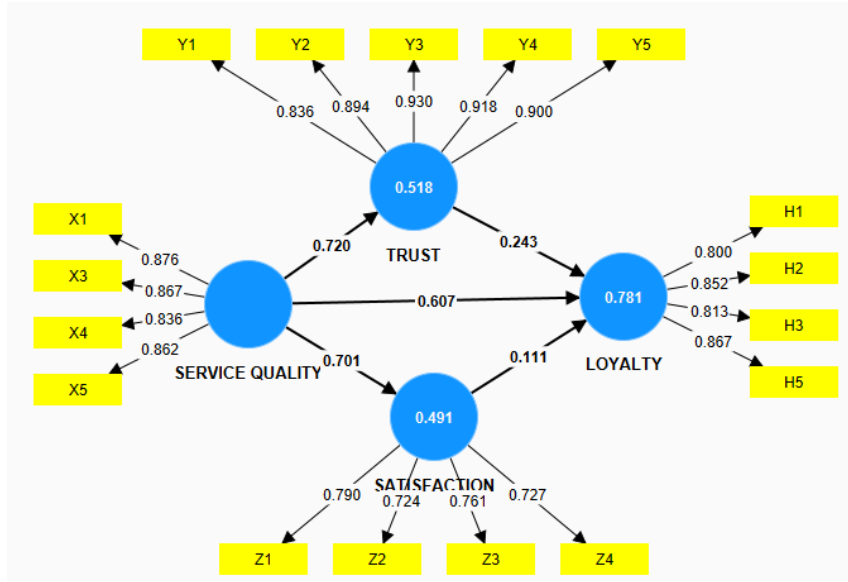 Y1 Y2 Y3 Y4 Y5
0.836 0.894 0.930 0.918 0.900
0.518
TRUST
X1
X3
X4
X5
0.876
0.867
0.836
0.862
SERVICE QUALITY
0.720
0.243
0.607
0.701
0.111
0.781
LOYALTY
H1
H2
H3
H5
0.800
0.852
0.813
0.867
0.491
SATISFACTION
0.790 0.724 0.761 0.727
Z1 Z2 Z3 Z4